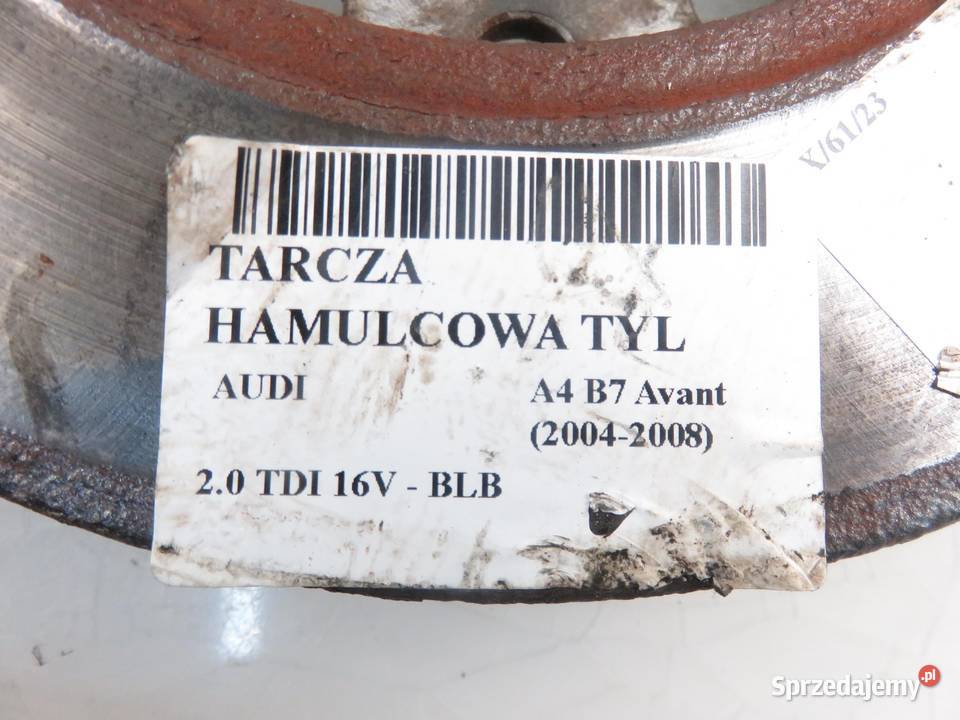 X/61/23
TARCZA
HAMULCOWA TYL
AUDI A4 B7 Avant
(2004-2008)
2.0 TDI 16V - BLB
Sprzedajemy.pl